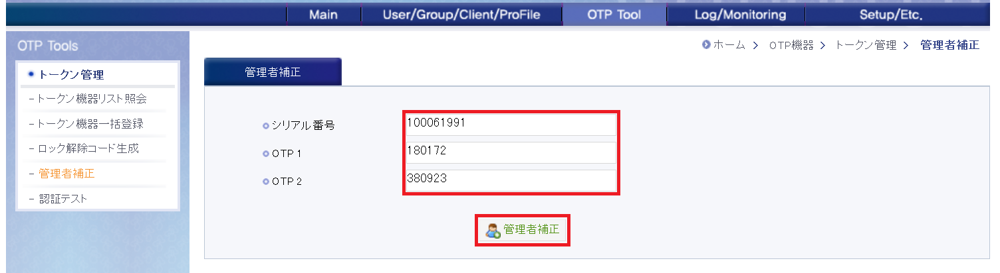 Main User/Group/Client/ProFile OTP Tool Log/Monitoring Setup/Etc.
OTP Tools
ホーム > OTP機器 > トークン管理 > 管理者補正
トークン管理
- トークン機器リスト照会
- トークン機器一括登録
- ロック解除コード生成
- 管理者補正
- 認証テスト
管理者補正
シリアル番号 100061991
OTP 1 180172
OTP 2 380923
管理者補正